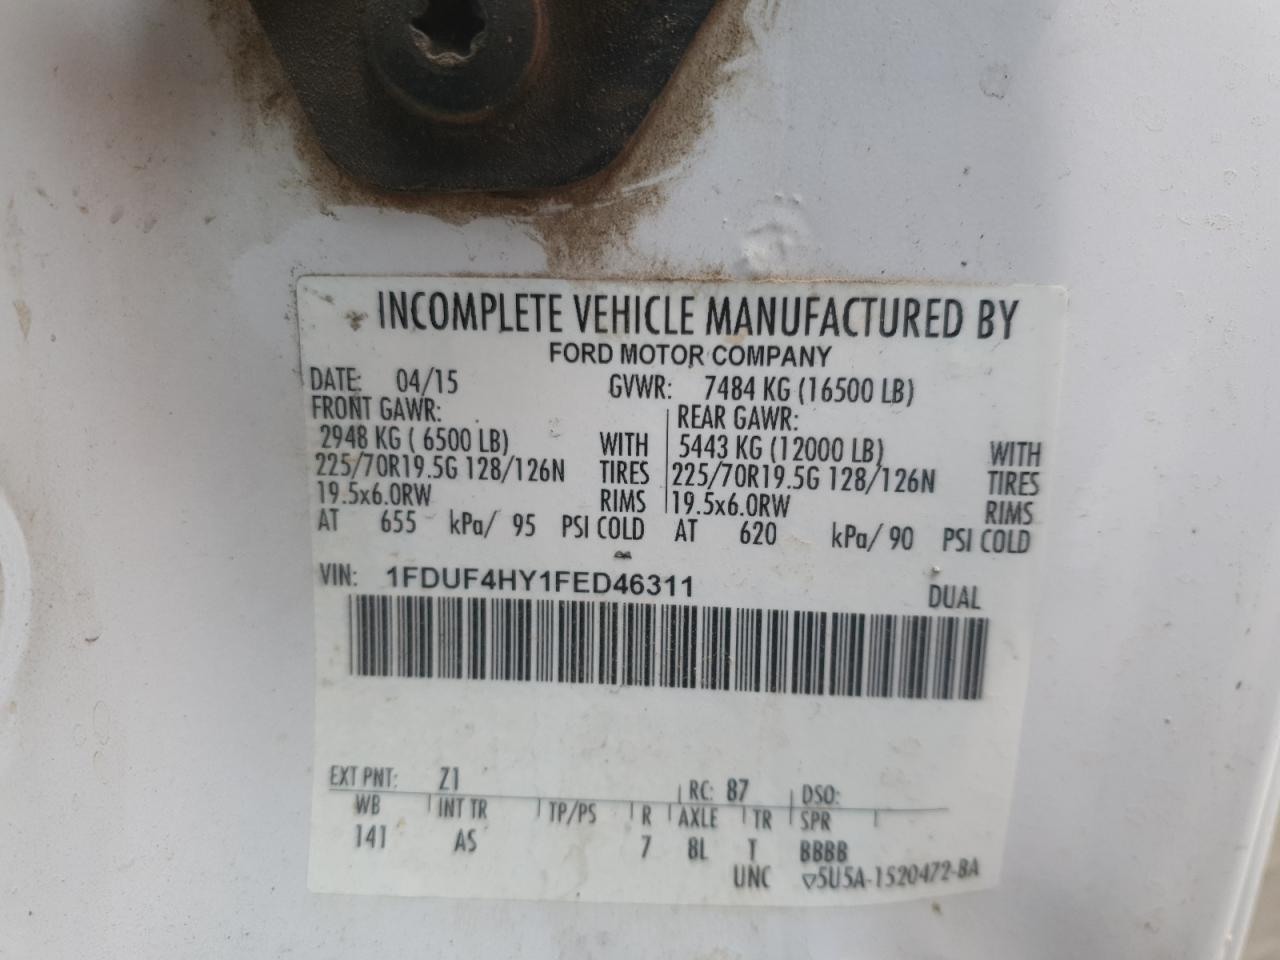 INCOMPLETE VEHICLE MANUFACTURED BY
FORD MOTOR COMPANY
DATE: 04/15 GVWR: 7484 KG (16500 LB)
FRONT GAWR: REAR GAWR:
2948 KG ( 6500 LB) WITH 5443 KG (12000 LB) WITH
225/70R19.5G 128/126N TIRES 225/70R19.5G 128/126N TIRES
19.5x6.0RW RIMS 19.5x6.0RW RIMS
AT 655 kPa/ 95 PSI COLD AT 620 kPa/ 90 PSI COLD
VIN: 1FDUF4HY1FED46311 DUAL
EXT PNT: Z1 RC: 87 DSO:
WB INT TR TP/PS R AXLE TR SPR
141 AS 7 8L T BBBB
UNC ▽5U5A-1520472-BA